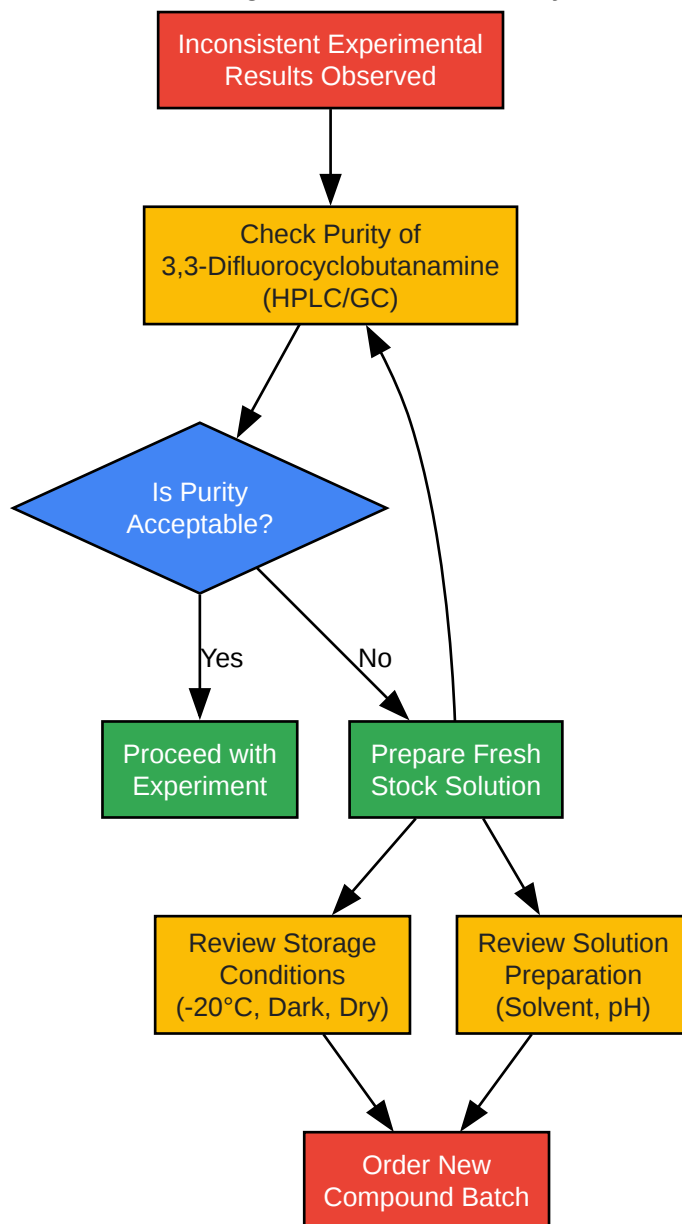 Inconsistent Experimental
Results Observed
Check Purity of
3,3-Difluorocyclobutanamine
(HPLC/GC)
Is Purity
Acceptable?
Yes
No
Proceed with
Experiment
Prepare Fresh
Stock Solution
Review Storage
Conditions
(-20°C, Dark, Dry)
Review Solution
Preparation
(Solvent, pH)
Order New
Compound Batch